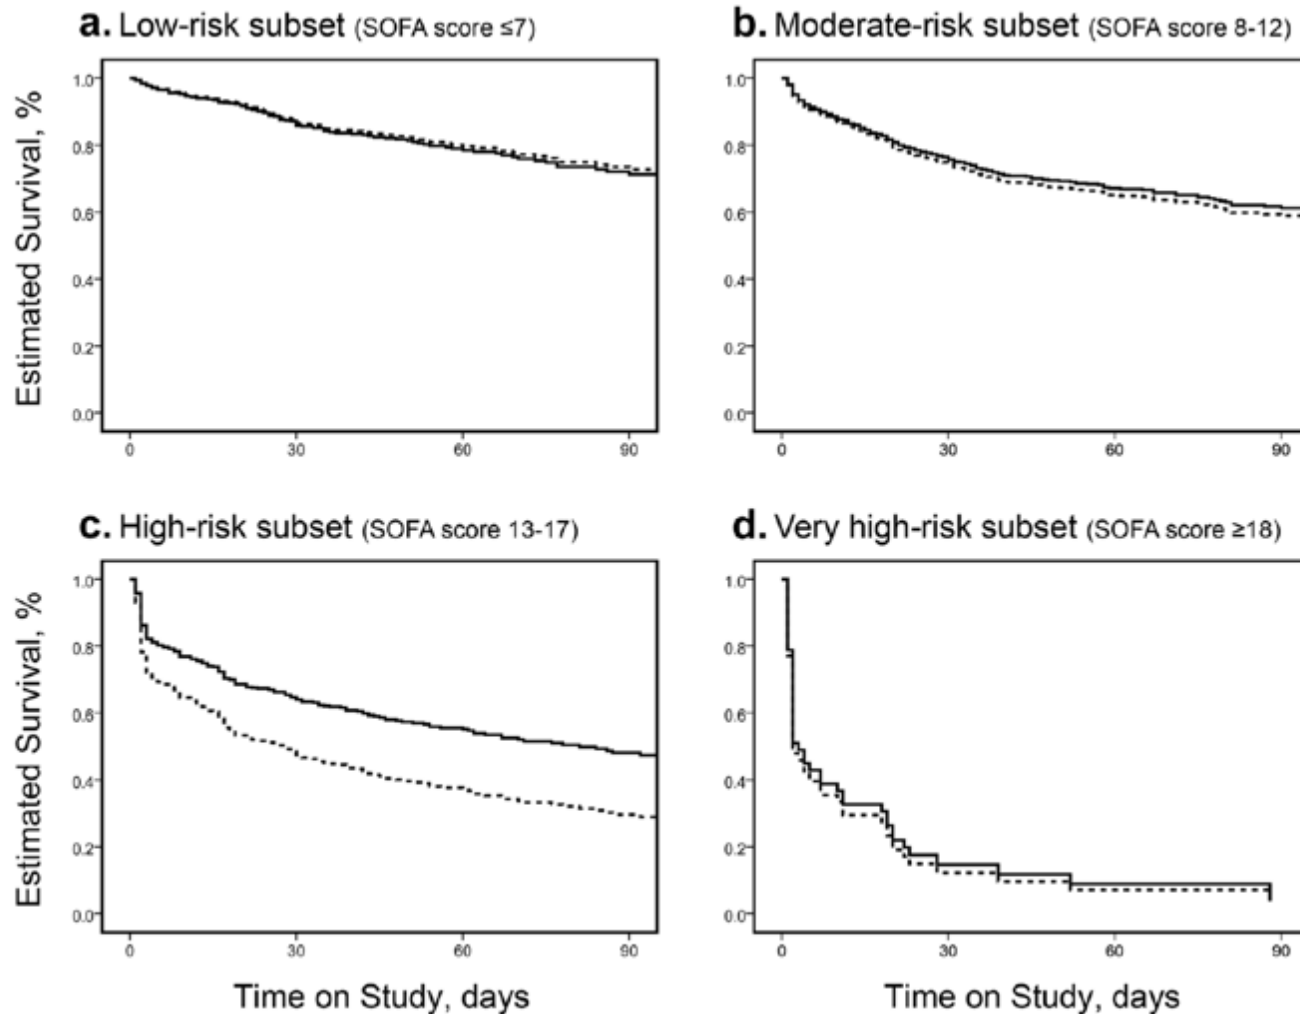 a. Low-risk subset (SOFA score ≤7)
Estimated Survival, %
1.0
0.8
0.6
0.4
0.2
0.0
0 30 60 90
b. Moderate-risk subset (SOFA score 8-12)
1.0
0.8
0.6
0.4
0.2
0.0
0 30 60 90
c. High-risk subset (SOFA score 13-17)
Estimated Survival, %
1.0
0.8
0.6
0.4
0.2
0.0
0 30 60 90
Time on Study, days
d. Very high-risk subset (SOFA score ≥18)
1.0
0.8
0.6
0.4
0.2
0.0
0 30 60 90
Time on Study, days